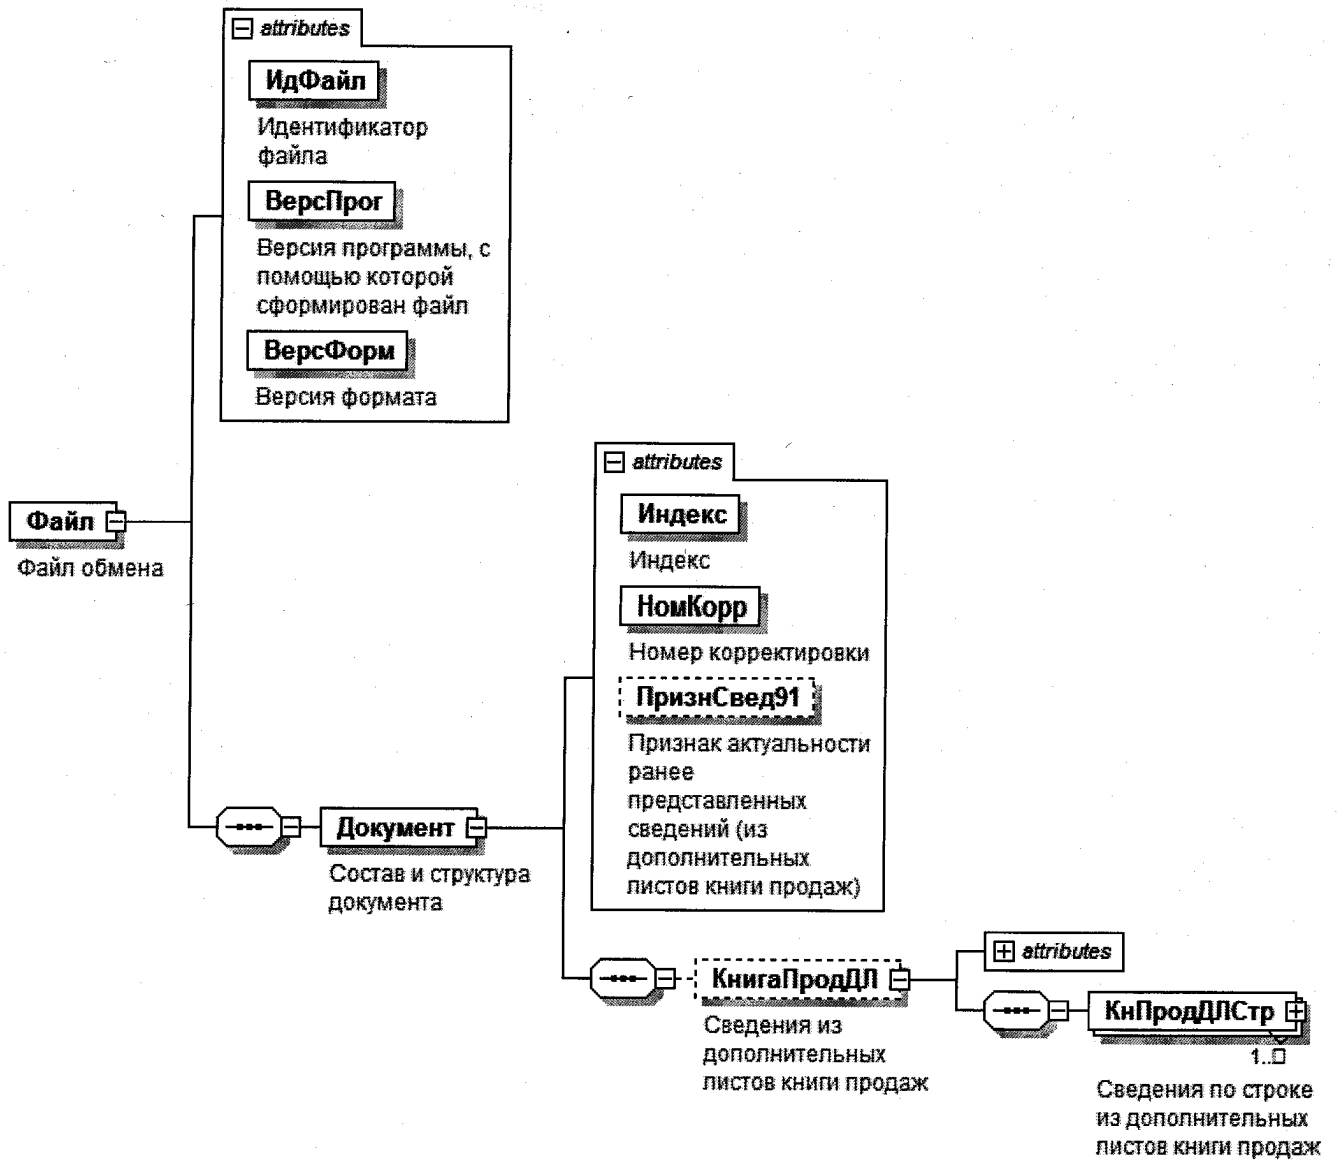 attributes
ИдФайл
Идентификатор
файла
ВерсПрог
Версия программы, с
помощью которой
сформирован файл
ВерсФорм
Версия формата
Файл
Файл обмена
attributes
Индекс
Индекс
НомКорр
Номер корректировки
ПризнСвед91
Признак актуальности
ранее
представленных
сведений (из
дополнительных
листов книги продаж)
Документ
Состав и структура
документа
attributes
КнигаПродДЛ
Сведения из
дополнительных
листов книги продаж
КнПродДЛСтр
1..□
Сведения по строке
из дополнительных
листов книги продаж